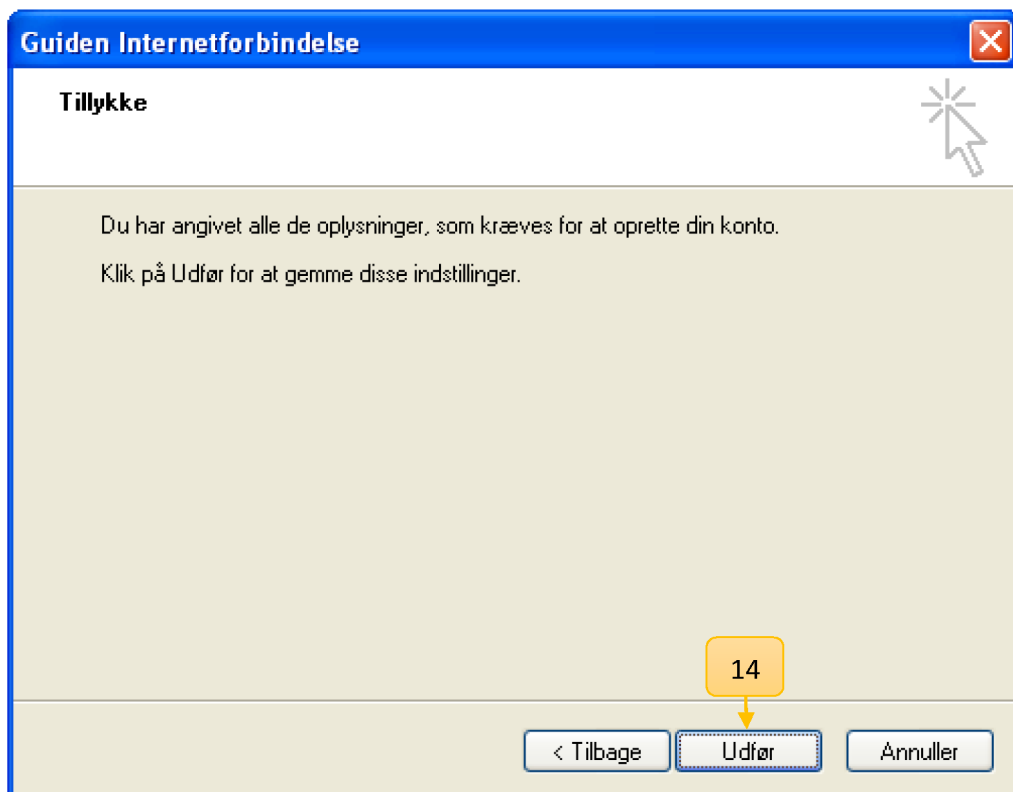 Guiden Internetforbindelse
Tillykke
Du har angivet alle de oplysninger, som kræves for at oprette din konto.
Klik på Udfør for at gemme disse indstillinger.
14
< Tilbage
Udfør
Annuller